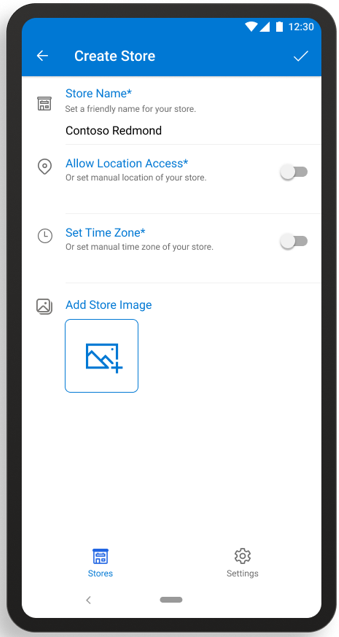 12:30
Create Store
Store Name*
Set a friendly name for your store.
Contoso Redmond
Allow Location Access*
Or set manual location of your store.
Set Time Zone*
Or set manual time zone of your store.
Add Store Image
Stores
Settings